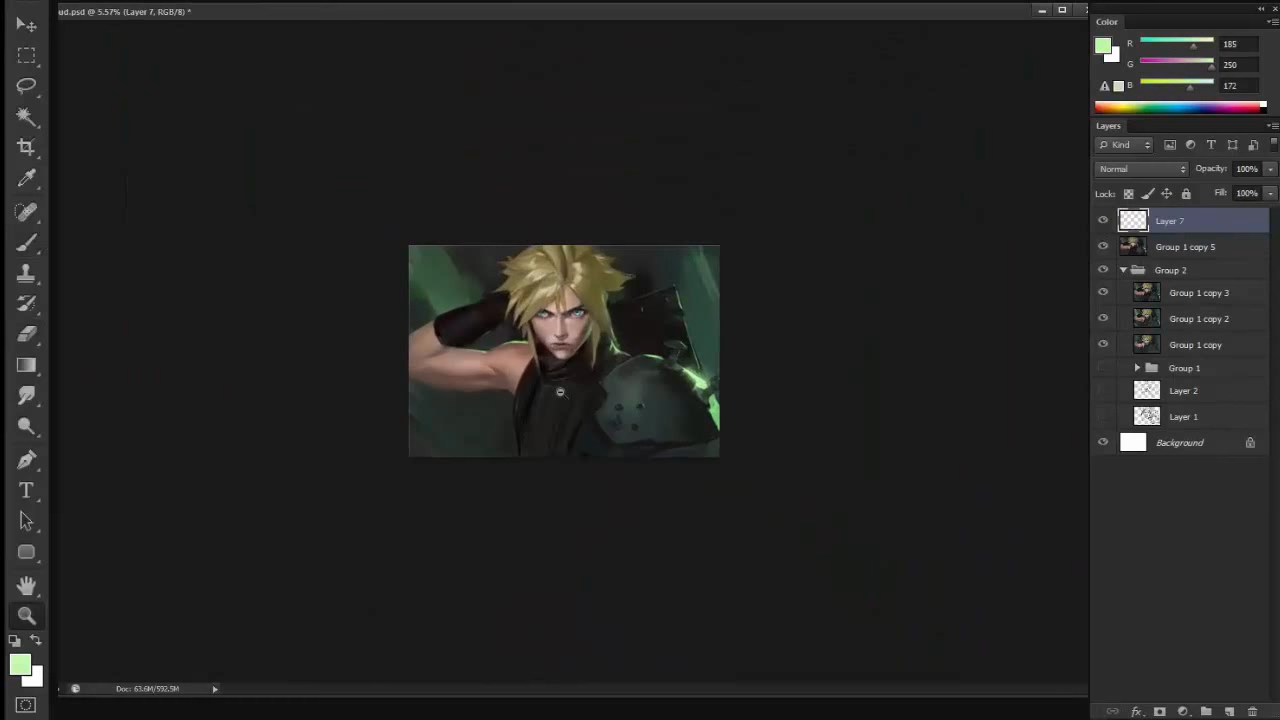 ud.psd @ 5.57% (Layer 7, RGB/8) *
Color
R 185
G 250
B 172
Layers
Kind
Normal Opacity: 100%
Lock: Fill: 100%
Layer 7
Group 1 copy 5
Group 2
Group 1 copy 3
Group 1 copy 2
Group 1 copy
Group 1
Layer 2
Layer 1
Background
Doc: 63.6M/592.5M